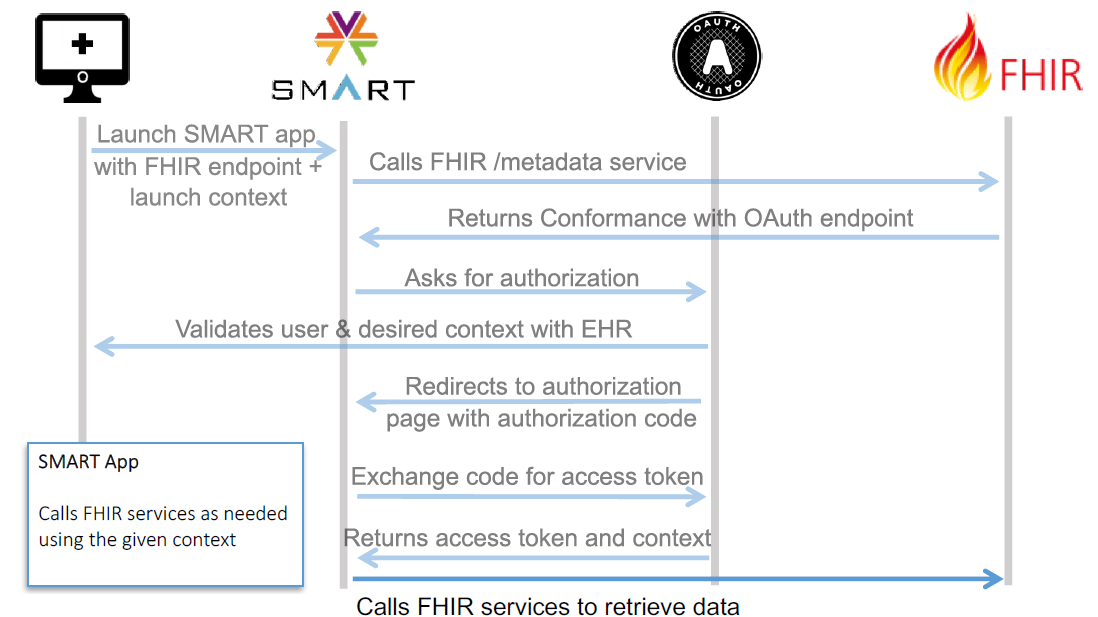 OAUTH
OAUTH
A
SMART
FHIR
Launch SMART app
with FHIR endpoint +
launch context
Calls FHIR /metadata service
Returns Conformance with OAuth endpoint
Asks for authorization
Validates user & desired context with EHR
Redirects to authorization
page with authorization code
SMART App
Calls FHIR services as needed
using the given context
Exchange code for access token
Returns access token and context
Calls FHIR services to retrieve data